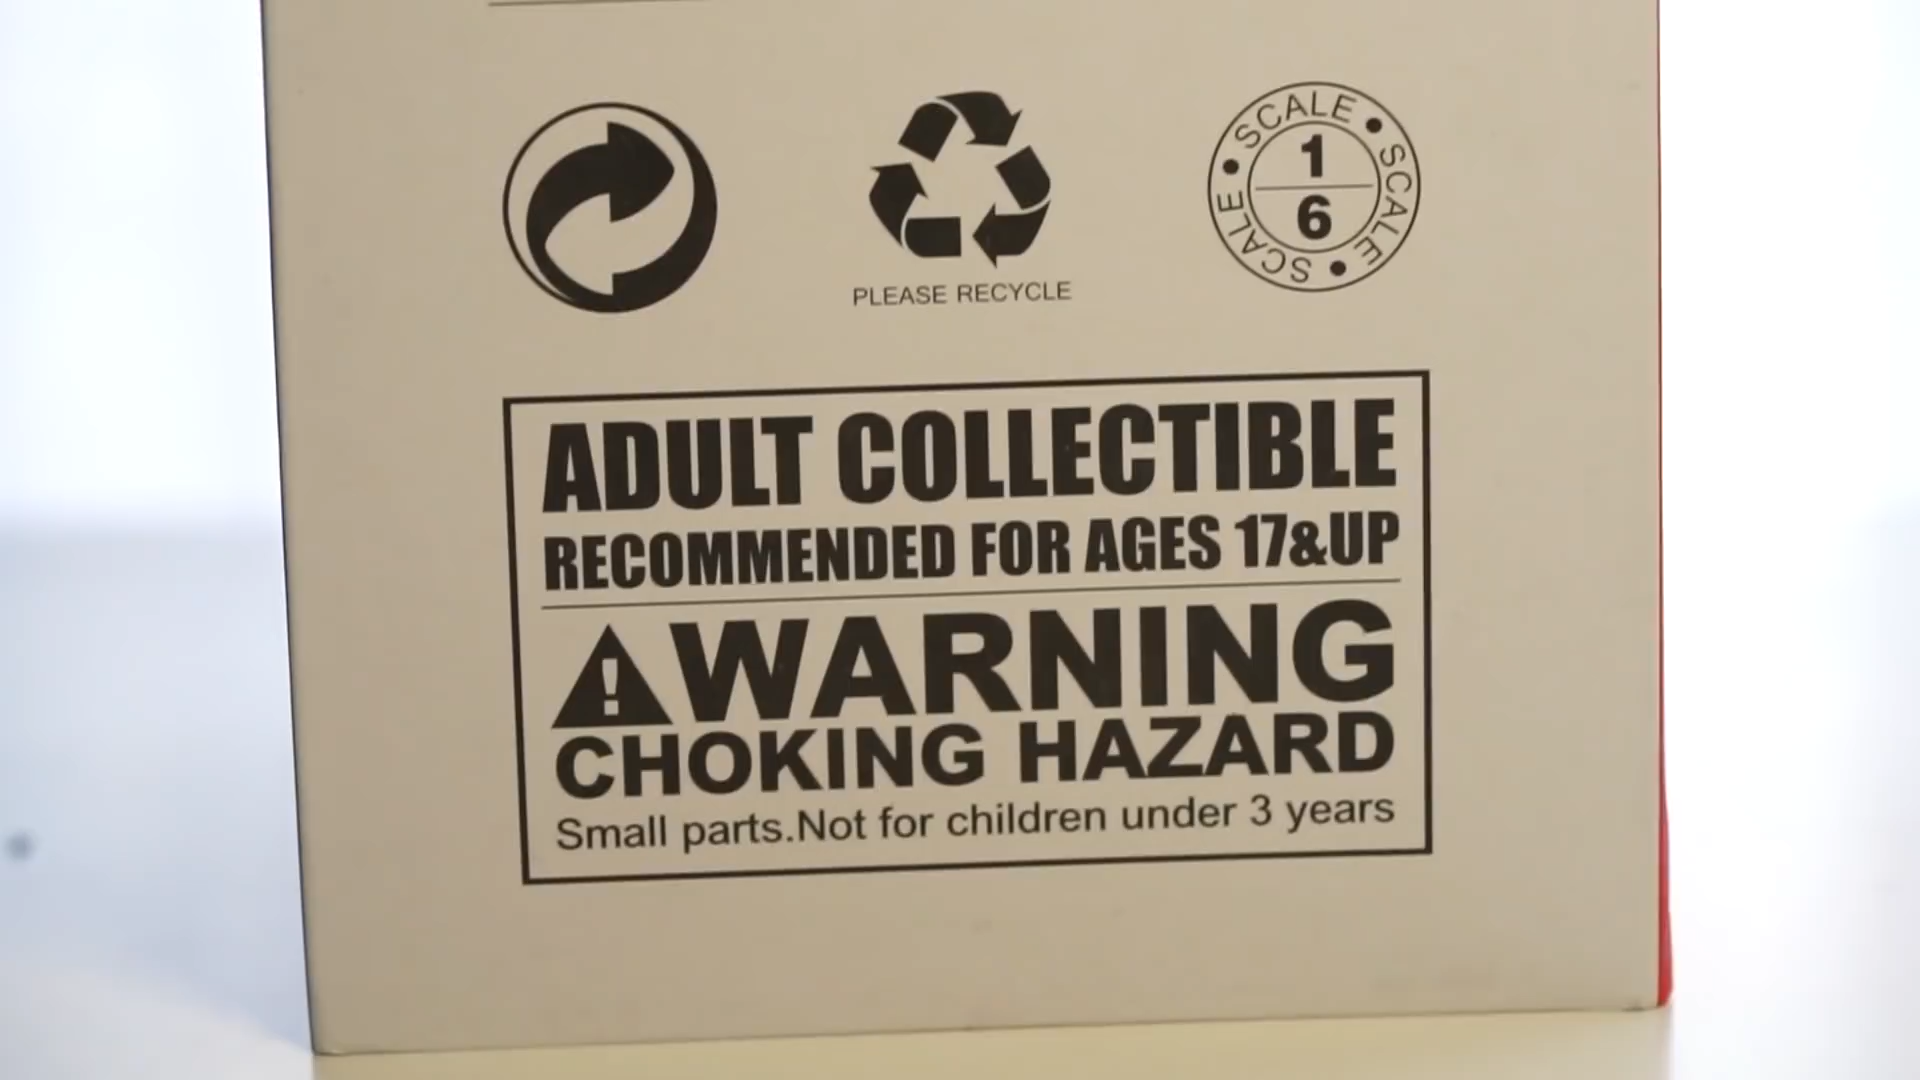 SCALE • SCALE • SCALE •
1
6
PLEASE RECYCLE
ADULT COLLECTIBLE
RECOMMENDED FOR AGES 17&UP
WARNING
CHOKING HAZARD
Small parts.Not for children under 3 years